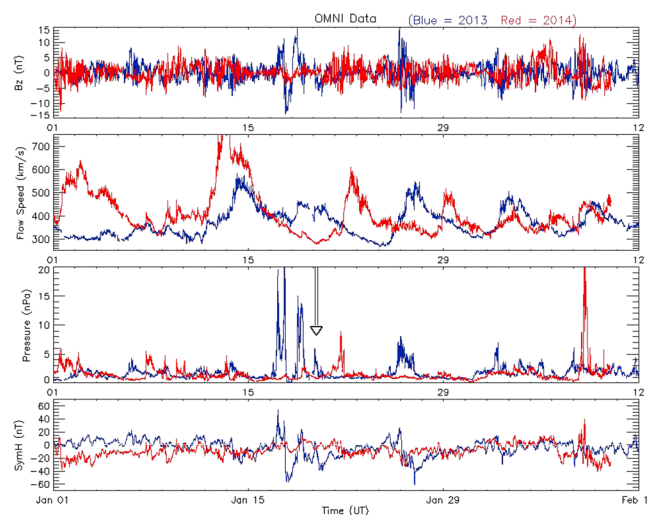 OMNI Data (Blue = 2013 Red = 2014)
15
10
5
0
-5
-10
-15
Bz (nT)
01 15 29 12
700
600
500
400
300
Flow Speed (km/s)
01 15 29 12
20
15
10
5
0
Pressure (nPa)
01 15 29 12
60
40
20
0
-20
-40
-60
SymH (nT)
Jan 01 Jan 15 Jan 29 Feb 1
Time (UT)